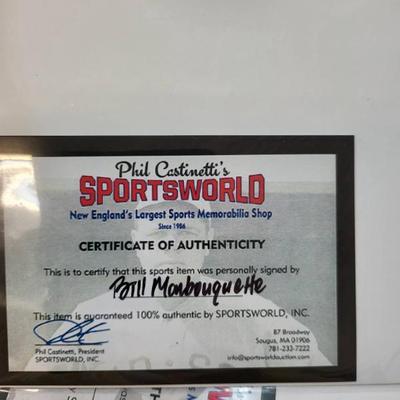 Phil Castinetti's
SPORTSWORLD
New England's Largest Sports Memorabilia Shop
Since 1986
CERTIFICATE OF AUTHENTICITY
This is to certify that this sports item was personally signed by
Bill Monbouquette
This item is guaranteed 100% authentic by SPORTSWORLD, INC.
Phil Castinetti, President
SPORTSWORLD, INC.
87 Broadway
Saugus, MA 01906
781-233-7222
info@sportsworldauction.com